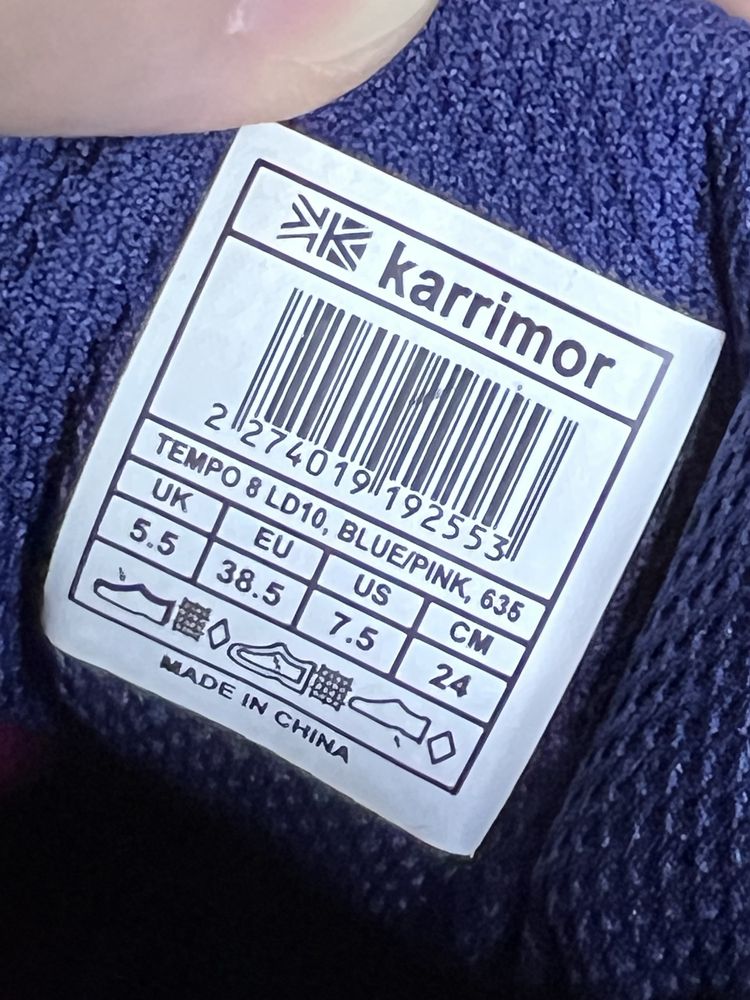 karrimor
2 274019 192553
TEMPO 8 LD10, BLUE/PINK, 635
UK EU US CM
5.5 38.5 7.5 24
MADE IN CHINA